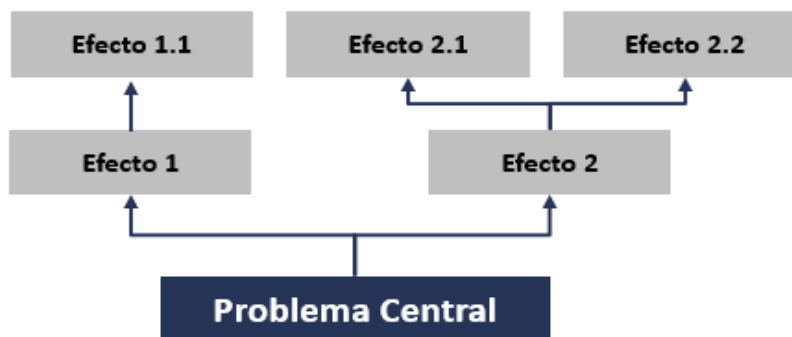 Efecto 1.1
Efecto 2.1
Efecto 2.2
Efecto 1
Efecto 2
Problema Central